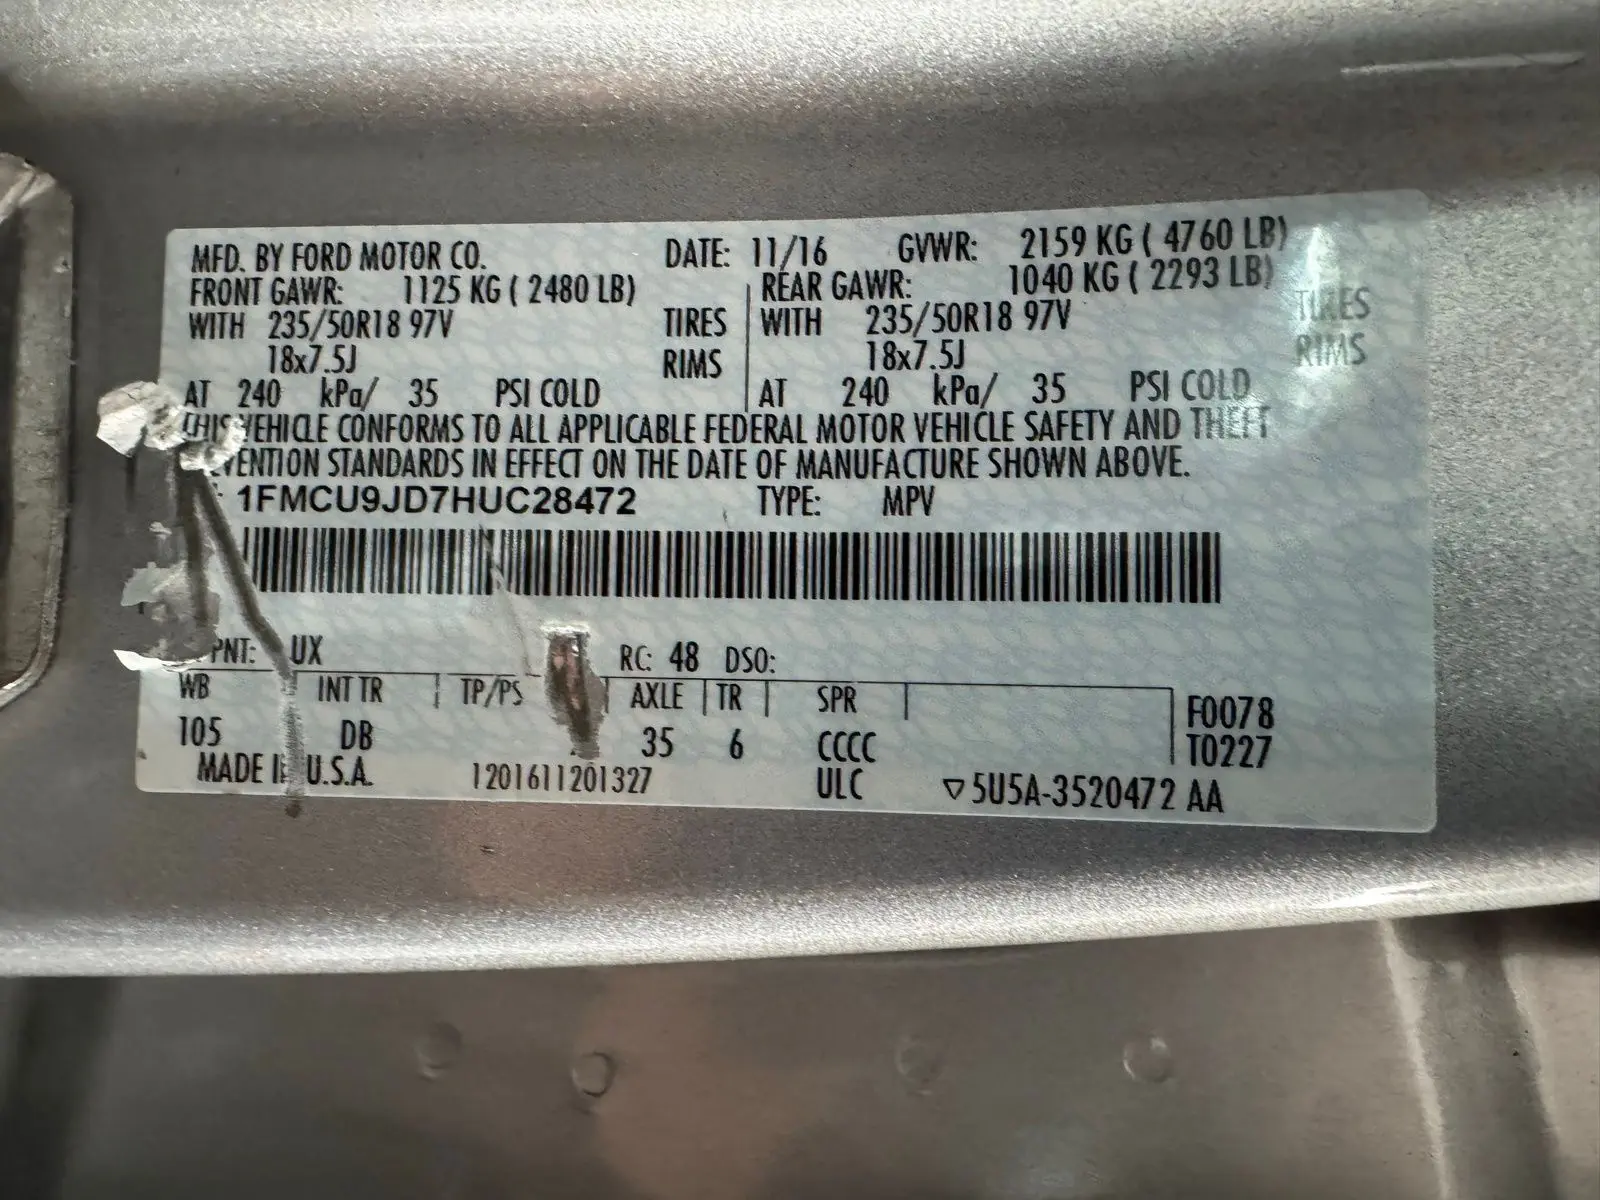 MFD. BY FORD MOTOR CO. DATE: 11/16 GVWR: 2159 KG ( 4760 LB)
FRONT GAWR: 1125 KG ( 2480 LB) REAR GAWR: 1040 KG ( 2293 LB)
WITH 235/50R18 97V TIRES WITH 235/50R18 97V TIRES
18x7.5J RIMS 18x7.5J RIMS
AT 240 kPa/ 35 PSI COLD AT 240 kPa/ 35 PSI COLD
THIS VEHICLE CONFORMS TO ALL APPLICABLE FEDERAL MOTOR VEHICLE SAFETY AND THEFT
VENTION STANDARDS IN EFFECT ON THE DATE OF MANUFACTURE SHOWN ABOVE.
1FMCU9JD7HUC28472 TYPE: MPV
PNT: UX RC: 48 DSO:
WB INT TR TP/PS AXLE TR SPR F0078
105 DB 35 6 CCCC T0227
MADE IN U.S.A. 1201611201327 ULC ▽5U5A-3520472 AA